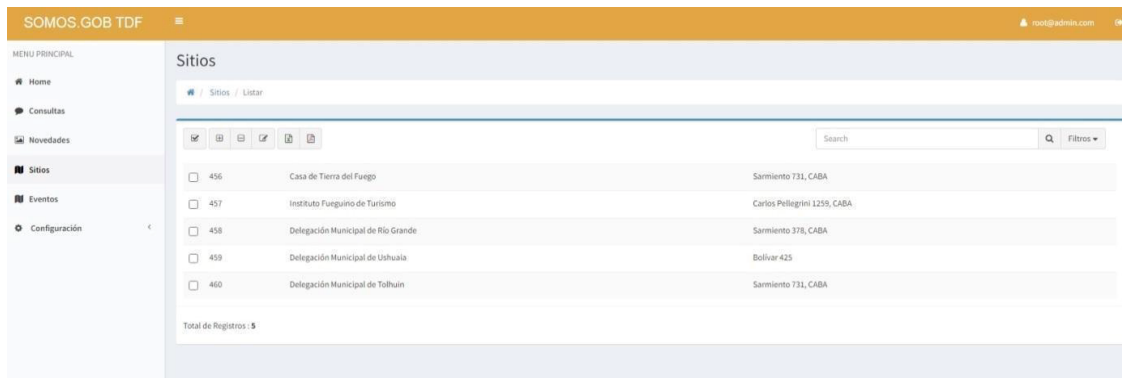 SOMOS.GOB TDF
root@admin.com
MENU PRINCIPAL
Home
Consultas
Novedades
Sitios
Eventos
Configuración
Sitios
/ Sitios / Listar
Search
Filtros
456 Casa de Tierra del Fuego Sarmiento 731, CABA
457 Instituto Fueguino de Turismo Carlos Pellegrini 1259, CABA
458 Delegación Municipal de Río Grande Sarmiento 378, CABA
459 Delegación Municipal de Ushuaia Bolívar 425
460 Delegación Municipal de Tolhuin Sarmiento 731, CABA
Total de Registros : 5